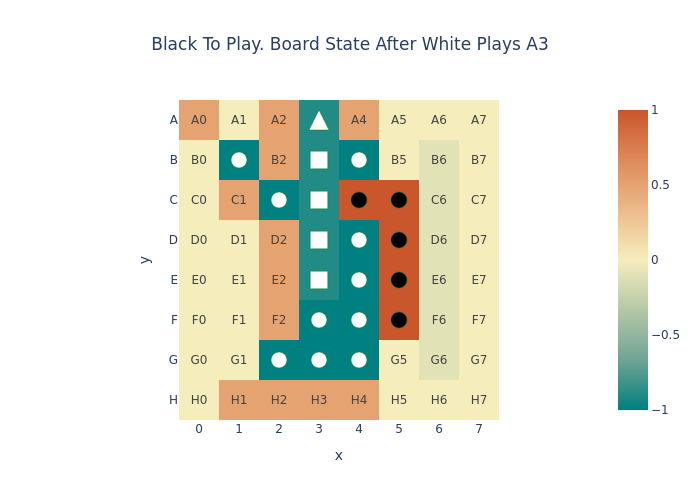 Black To Play. Board State After White Plays A3
A A0 A1 A2 A4 A5 A6 A7
B B0 B2 B5 B6 B7
C C0 C1 C6 C7
D D0 D1 D2 D6 D7
E E0 E1 E2 E6 E7
F F0 F1 F2 F6 F7
G G0 G1 G5 G6 G7
H H0 H1 H2 H3 H4 H5 H6 H7
0 1 2 3 4 5 6 7
x
y
1
0.5
0
−0.5
−1